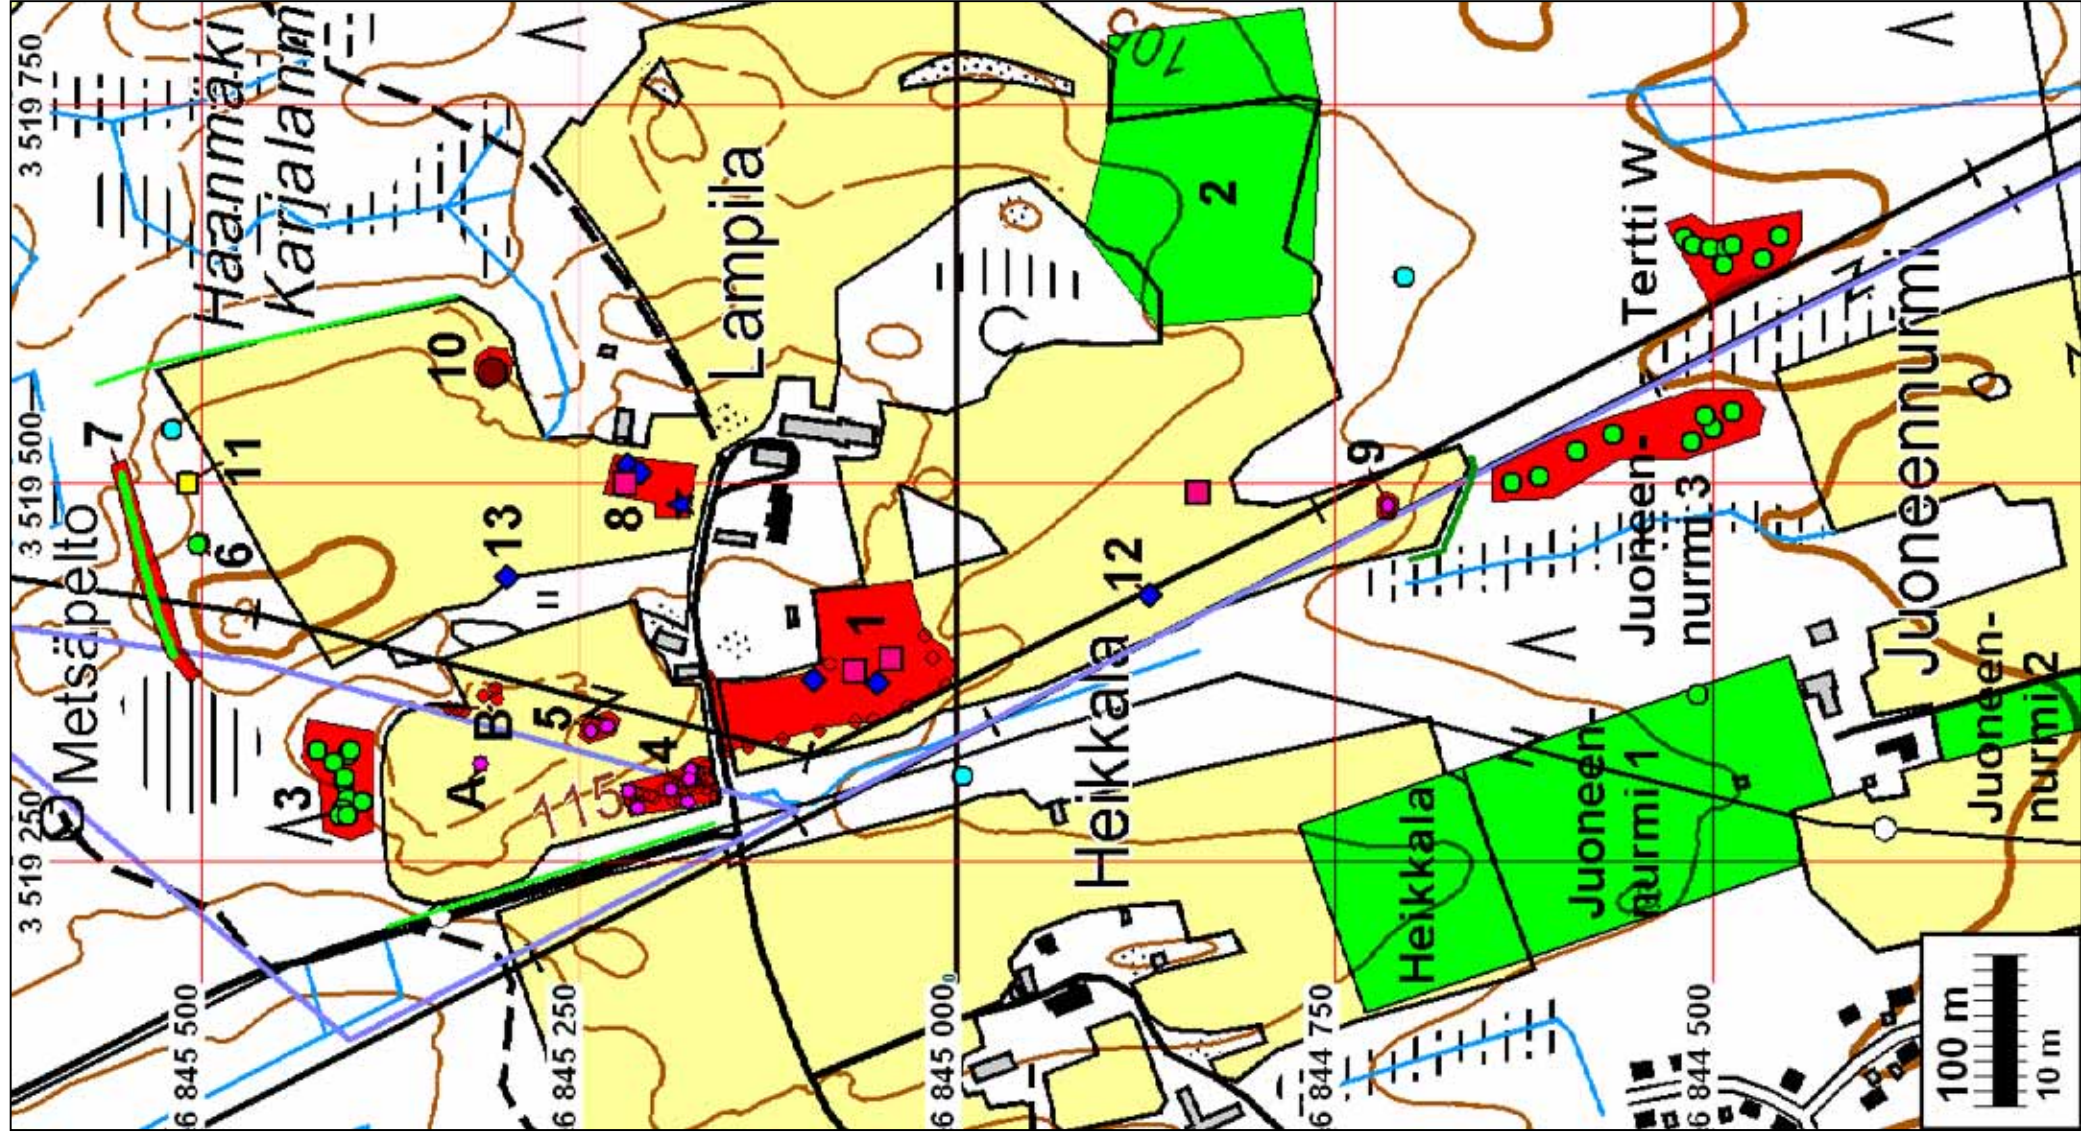 3 519 750
3 519 500
3 519 250
Haanmäki
Karjalanm
Metsäpelto
Lampila
Heikkala
Tertti W
Juoneennurmi
Juoneen-
nurmi 3
Juoneen-
nurmi 1
Juoneen-
nurmi 2
Heikkala
7
11
6
10
13
8
3
A
B
5
4
115
1
2
12
9
105
6 845 500
6 845 250
6 845 000
6 844 750
6 844 500
100 m
10 m